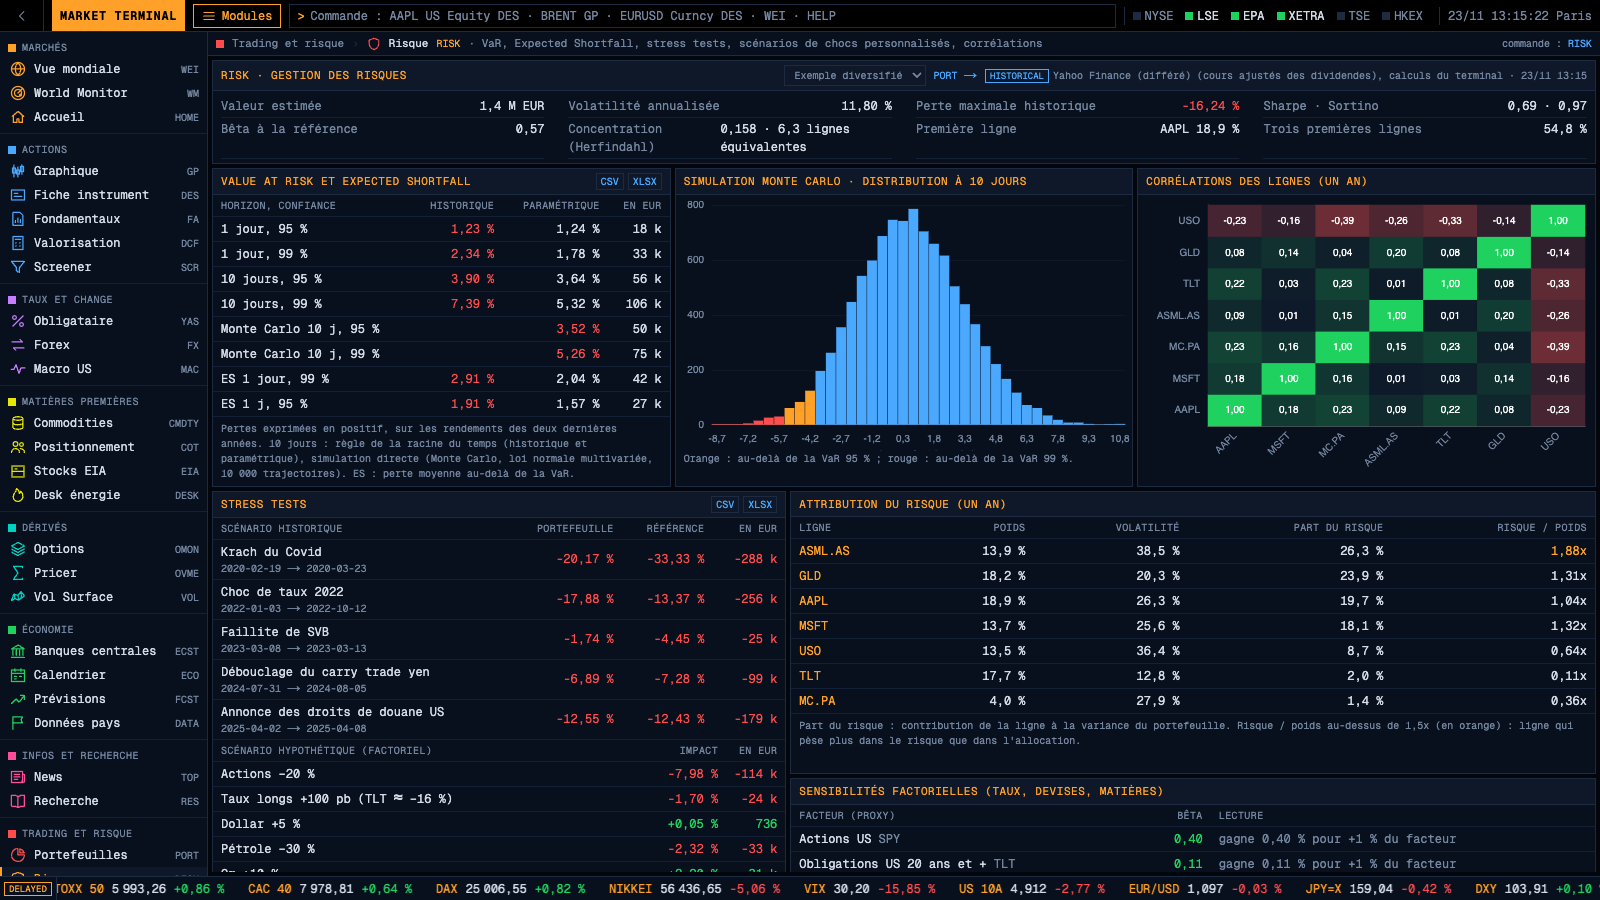 MARKET TERMINAL
Modules
> Commande : AAPL US Equity DES · BRENT GP · EURUSD Curncy DES · WEI · HELP
NYSE LSE EPA XETRA TSE HKEX
23/11 13:15:22 Paris
MARCHÉS
Vue mondiale WEI
World Monitor WM
Accueil HOME
ACTIONS
Graphique GP
Fiche instrument DES
Fondamentaux FA
Valorisation DCF
Screener SCR
TAUX ET CHANGE
Obligataire YAS
Forex FX
Macro US MAC
MATIÈRES PREMIÈRES
Commodities CMDTY
Positionnement COT
Stocks EIA EIA
Desk énergie DESK
DÉRIVÉS
Options OMON
Pricer OVME
Vol Surface VOL
ÉCONOMIE
Banques centrales ECST
Calendrier ECO
Prévisions FCST
Données pays DATA
INFOS ET RECHERCHE
News TOP
Recherche RES
TRADING ET RISQUE
Portefeuilles PORT
Trading et risque › Risque RISK · VaR, Expected Shortfall, stress tests, scénarios de chocs personnalisés, corrélations
commande : RISK
RISK · GESTION DES RISQUES
Exemple diversifié
PORT → HISTORICAL Yahoo Finance (différé) (cours ajustés des dividendes), calculs du terminal · 23/11 13:15
Valeur estimée 1,4 M EUR
Volatilité annualisée 11,80 %
Perte maximale historique -16,24 %
Sharpe · Sortino 0,69 · 0,97
Bêta à la référence 0,57
Concentration (Herfindahl) 0,158 · 6,3 lignes équivalentes
Première ligne AAPL 18,9 %
Trois premières lignes 54,8 %
VALUE AT RISK ET EXPECTED SHORTFALL
CSV XLSX
HORIZON, CONFIANCE HISTORIQUE PARAMÉTRIQUE EN EUR
1 jour, 95 % 1,23 % 1,24 % 18 k
1 jour, 99 % 2,34 % 1,78 % 33 k
10 jours, 95 % 3,90 % 3,64 % 56 k
10 jours, 99 % 7,39 % 5,32 % 106 k
Monte Carlo 10 j, 95 % 3,52 % 50 k
Monte Carlo 10 j, 99 % 5,26 % 75 k
ES 1 jour, 99 % 2,91 % 2,04 % 42 k
ES 1 j, 95 % 1,91 % 1,57 % 27 k
Pertes exprimées en positif, sur les rendements des deux dernières
années. 10 jours : règle de la racine du temps (historique et
paramétrique), simulation directe (Monte Carlo, loi normale multivariée,
10 000 trajectoires). ES : perte moyenne au-delà de la VaR.
SIMULATION MONTE CARLO · DISTRIBUTION À 10 JOURS
800
600
400
200
0
-8,7 -7,2 -5,7 -4,2 -2,7 -1,2 0,3 1,8 3,3 4,8 6,3 7,8 9,3 10,8
Orange : au-delà de la VaR 95 % ; rouge : au-delà de la VaR 99 %.
CORRÉLATIONS DES LIGNES (UN AN)
USO -0,23 -0,16 -0,39 -0,26 -0,33 -0,14 1,00
GLD 0,08 0,14 0,04 0,20 0,08 1,00 -0,14
TLT 0,22 0,03 0,23 0,01 1,00 0,08 -0,33
ASML.AS 0,09 0,01 0,15 1,00 0,01 0,20 -0,26
MC.PA 0,23 0,16 1,00 0,15 0,23 0,04 -0,39
MSFT 0,18 1,00 0,16 0,01 0,03 0,14 -0,16
AAPL 1,00 0,18 0,23 0,09 0,22 0,08 -0,23
AAPL MSFT MC.PA ASML.AS TLT GLD USO
STRESS TESTS
CSV XLSX
SCÉNARIO HISTORIQUE PORTEFEUILLE RÉFÉRENCE EN EUR
Krach du Covid -20,17 % -33,33 % -288 k
2020-02-19 → 2020-03-23
Choc de taux 2022 -17,88 % -13,37 % -256 k
2022-01-03 → 2022-10-12
Faillite de SVB -1,74 % -4,45 % -25 k
2023-03-08 → 2023-03-13
Débouclage du carry trade yen -6,89 % -7,28 % -99 k
2024-07-31 → 2024-08-05
Annonce des droits de douane US -12,55 % -12,43 % -179 k
2025-04-02 → 2025-04-08
SCÉNARIO HYPOTHÉTIQUE (FACTORIEL) IMPACT EN EUR
Actions −20 % -7,98 % -114 k
Taux longs +100 pb (TLT ≈ −16 %) -1,70 % -24 k
Dollar +5 % +0,05 % 736
Pétrole −30 % -2,32 % -33 k
ATTRIBUTION DU RISQUE (UN AN)
LIGNE POIDS VOLATILITÉ PART DU RISQUE RISQUE / POIDS
ASML.AS 13,9 % 38,5 % 26,3 % 1,88x
GLD 18,2 % 20,3 % 23,9 % 1,31x
AAPL 18,9 % 26,3 % 19,7 % 1,04x
MSFT 13,7 % 25,6 % 18,1 % 1,32x
USO 13,5 % 36,4 % 8,7 % 0,64x
TLT 17,7 % 12,8 % 2,0 % 0,11x
MC.PA 4,0 % 27,9 % 1,4 % 0,36x
Part du risque : contribution de la ligne à la variance du portefeuille. Risque / poids au-dessus de 1,5x (en orange) : ligne qui
pèse plus dans le risque que dans l'allocation.
SENSIBILITÉS FACTORIELLES (TAUX, DEVISES, MATIÈRES)
FACTEUR (PROXY) BÊTA LECTURE
Actions US SPY 0,40 gagne 0,40 % pour +1 % du facteur
Obligations US 20 ans et + TLT 0,11 gagne 0,11 % pour +1 % du facteur
DELAYED
TOXX 50 5 993,26 +0,86 % CAC 40 7 978,81 +0,64 % DAX 25 006,55 +0,82 % NIKKEI 56 436,65 -5,06 % VIX 30,20 -15,85 % US 10A 4,912 -2,77 % EUR/USD 1,097 -0,03 % JPY=X 159,04 -0,42 % DXY 103,91 +0,10